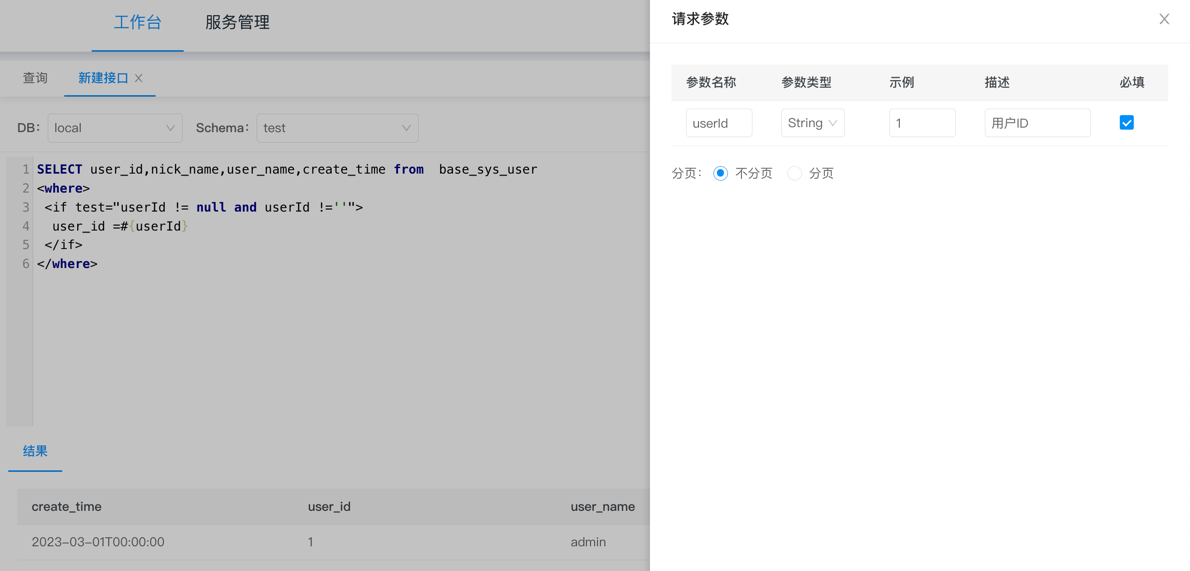 工作台 服务管理
查询 新建接口
DB: local Schema: test
1 SELECT user_id,nick_name,user_name,create_time from  base_sys_user
2 <where>
3  <if test="userId != null and userId !=''">
4   user_id =#{userId}
5  </if>
6 </where>
结果
create_time user_id user_name
2023-03-01T00:00:00 1 admin
请求参数
参数名称 参数类型 示例 描述 必填
userId String 1 用户ID
分页: 不分页 分页